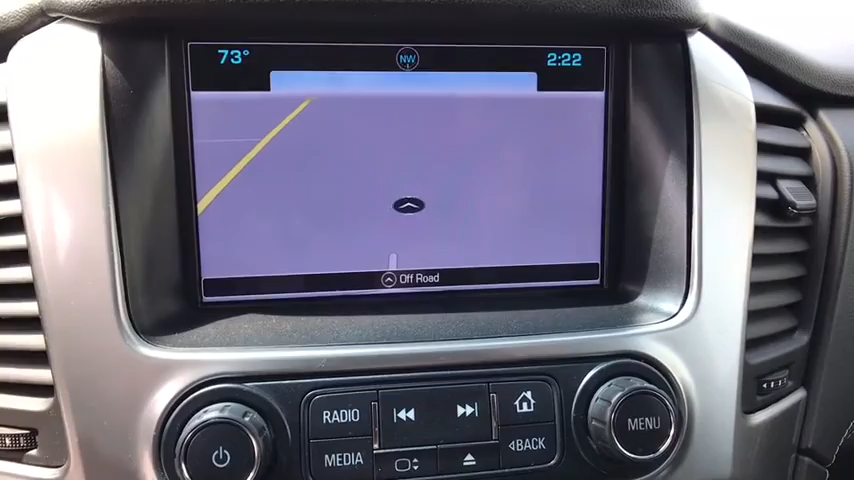 73° NW 2:22
Off Road
RADIO
MENU
BACK
MEDIA